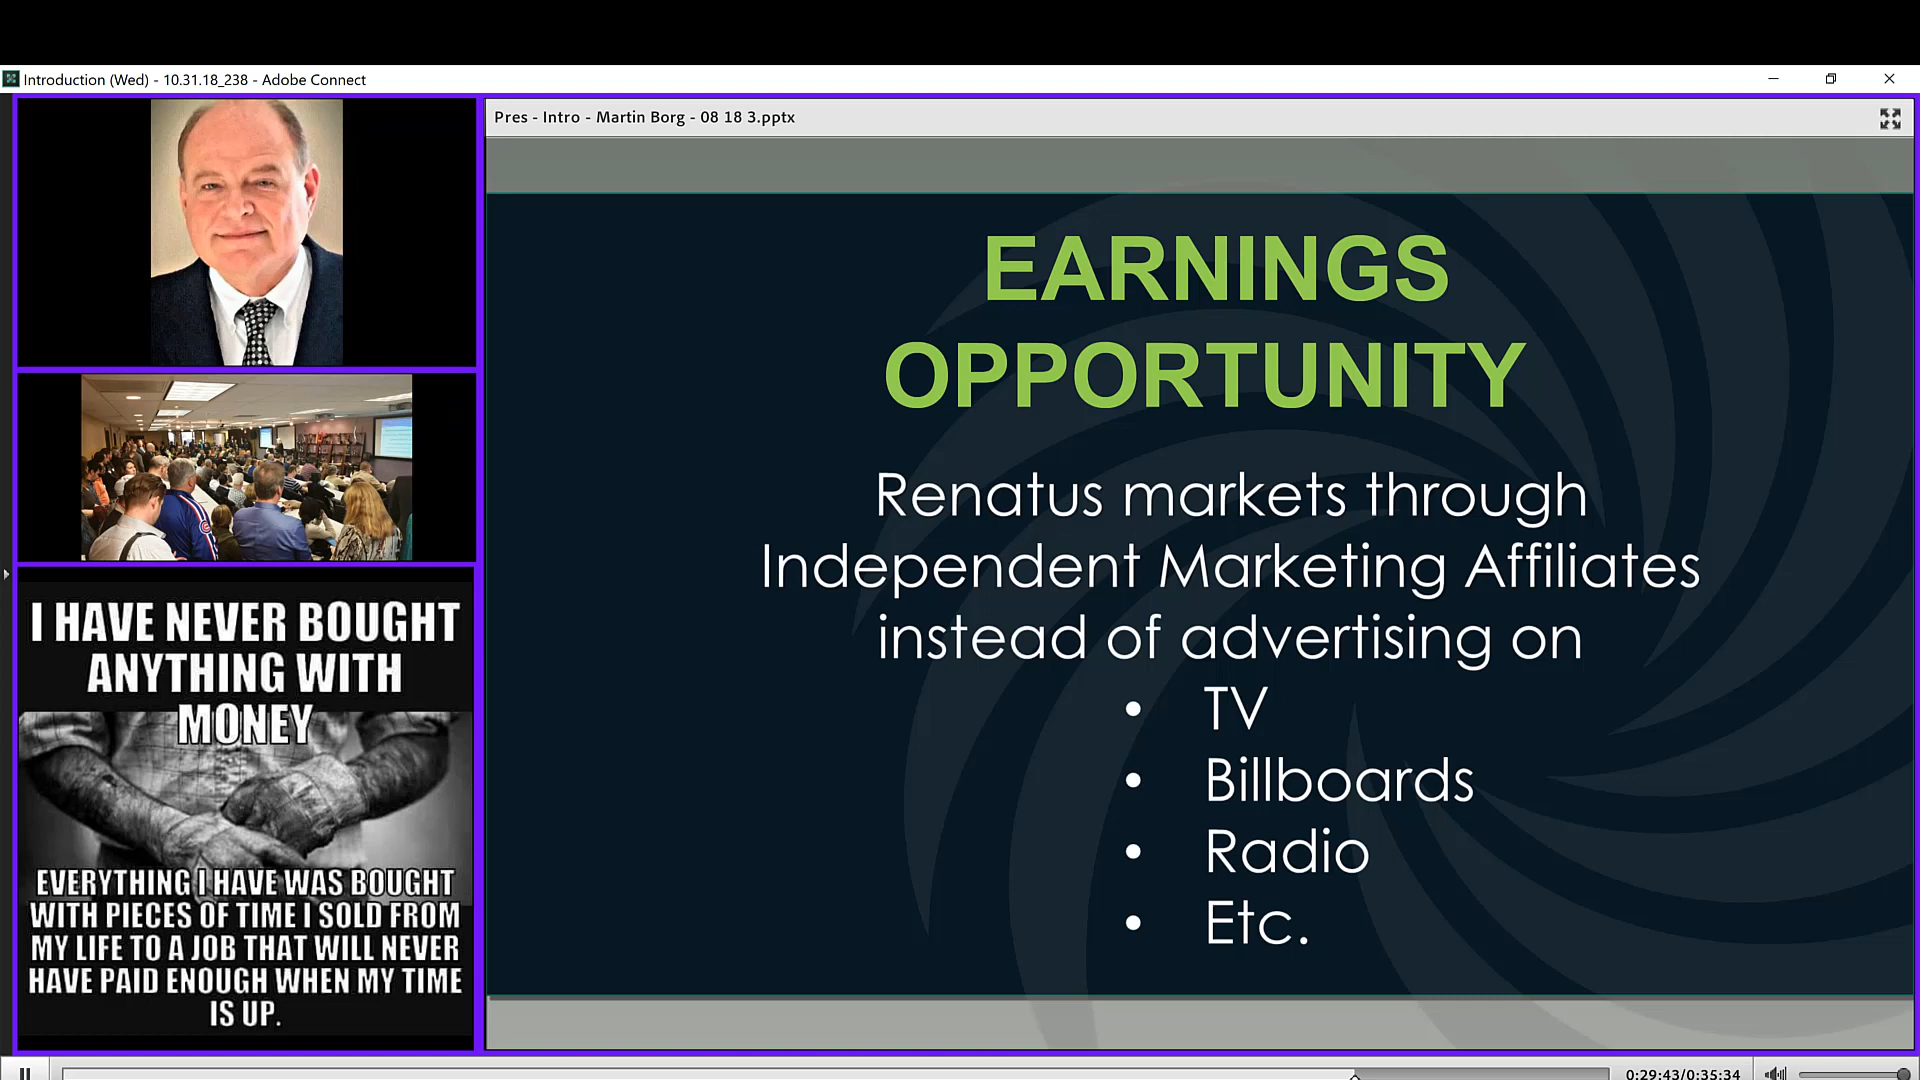 Introduction (Wed) - 10.31.18_238 - Adobe Connect
Pres - Intro - Martin Borg - 08 18 3.pptx
EARNINGS
OPPORTUNITY
Renatus markets through
Independent Marketing Affiliates
instead of advertising on
• TV
• Billboards
• Radio
• Etc.
I HAVE NEVER BOUGHT
ANYTHING WITH
MONEY
EVERYTHING I HAVE WAS BOUGHT
WITH PIECES OF TIME I SOLD FROM
MY LIFE TO A JOB THAT WILL NEVER
HAVE PAID ENOUGH WHEN MY TIME
IS UP.
0:29:43/0:35:34